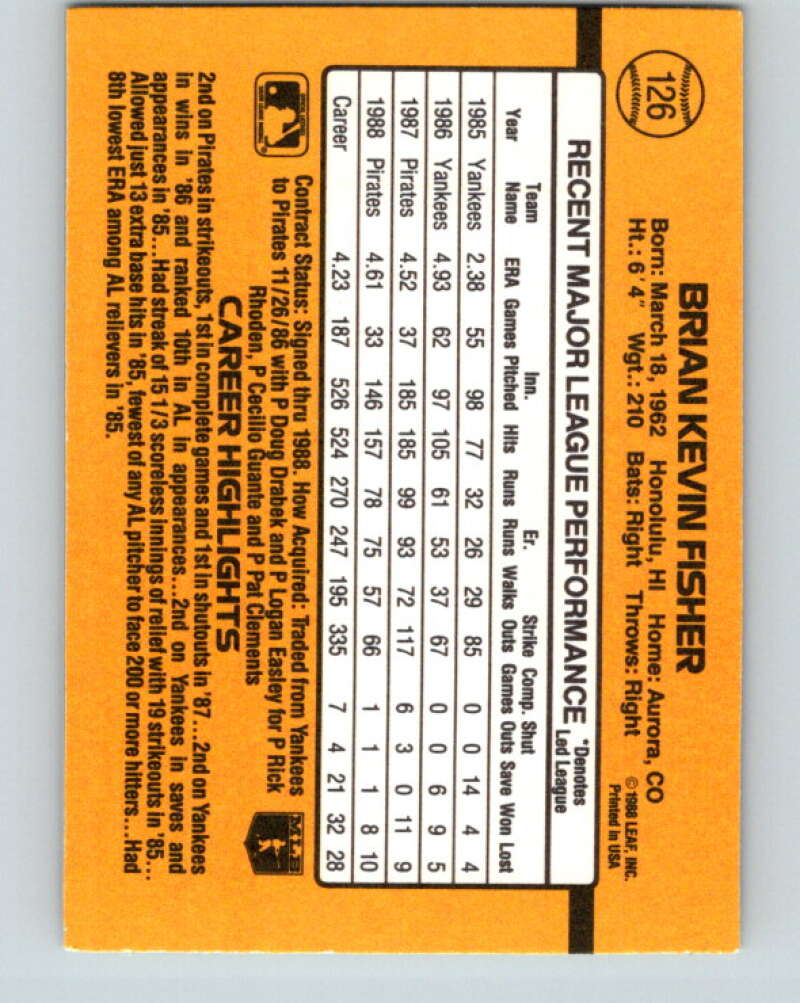 126
BRIAN KEVIN FISHER
Born: March 18, 1962 Honolulu, HI Home: Aurora, CO
Ht.: 6'4" Wgt.: 210 Bats: Right Throws: Right
©1988 LEAF, INC.
Printed in USA
RECENT MAJOR LEAGUE PERFORMANCE *Denotes Led League
Team Inn. Er. Strike Comp. Shut
Year Name ERA Games Pitched Hits Runs Runs Walks Outs Games Outs Save Won Lost
1985 Yankees 2.38 55 98 77 32 26 29 85 0 0 14 4 4
1986 Yankees 4.93 62 97 105 61 53 37 67 0 0 6 9 5
1987 Pirates 4.52 37 185 185 99 93 72 117 6 3 0 11 9
1988 Pirates 4.61 33 146 157 78 75 57 66 1 1 1 8 10
Career 4.23 187 526 524 270 247 195 335 7 4 21 32 28
Contract Status: Signed thru 1988. How Acquired: Traded from Yankees
to Pirates 11/26/86 with P Doug Drabek and P Logan Easley for P Rick
Rhoden, P Cecilio Guante and P Pat Clements
MLB
CAREER HIGHLIGHTS
2nd on Pirates in strikeouts, 1st in complete games and 1st in shutouts in '87...2nd on Yankees
in wins in '86 and ranked 10th in AL in appearances...2nd on Yankees in saves and
appearances in '85...Had streak of 15 1/3 scoreless innings of relief with 19 strikeouts in '85...
Allowed just 13 extra base hits in '85, fewest of any AL pitcher to face 200 or more hitters...Had
8th lowest ERA among AL relievers in '85.